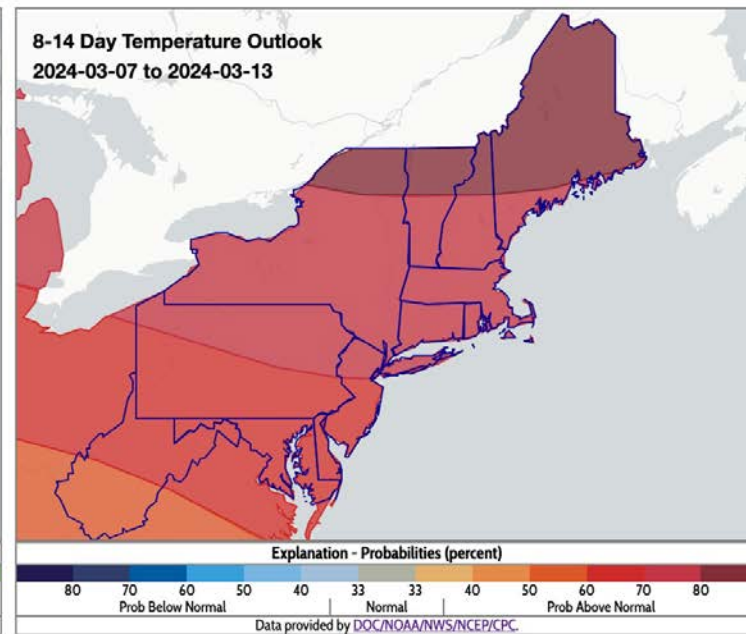 8-14 Day Temperature Outlook
2024-03-07 to 2024-03-13
Explanation - Probabilities (percent)
80 70 60 50 40 33 33 40 50 60 70 80
Prob Below Normal | Normal | Prob Above Normal
Data provided by DOC/NOAA/NWS/NCEP/CPC.